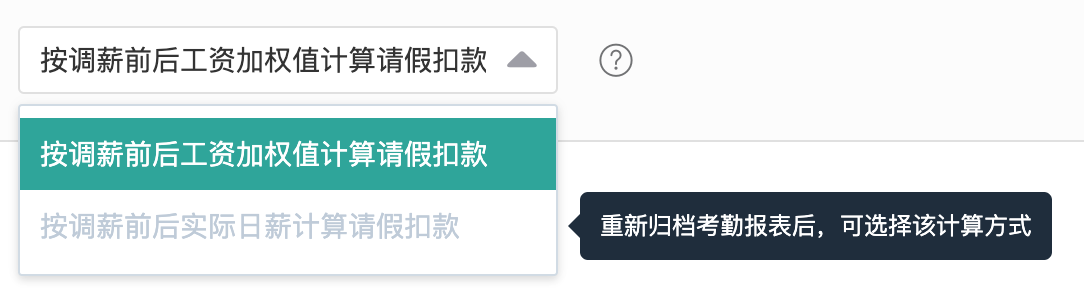 按调薪前后工资加权值计算请假扣款
?
按调薪前后工资加权值计算请假扣款
按调薪前后实际日薪计算请假扣款
重新归档考勤报表后，可选择该计算方式